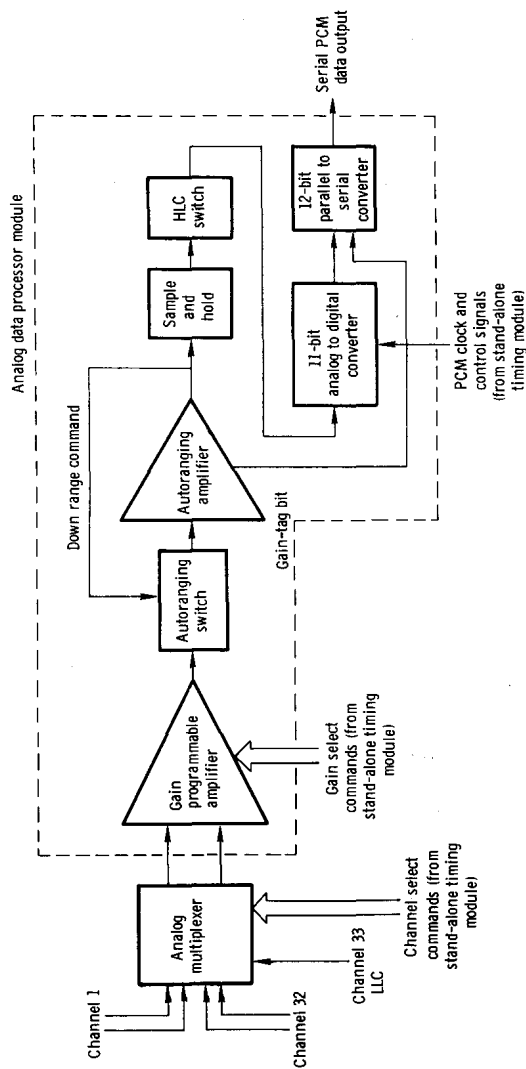 Analog data processor module
Down range command
Channel 1
Channel 32
Analog
multiplexer
Channel 33
LLC
Channel select
commands (from
stand-alone timing
module)
Gain
programmable
amplifier
Gain select
commands (from
stand-alone timing
module)
Autoranging
switch
Autoranging
amplifier
Gain-tag bit
Sample
and
hold
HLC
switch
11-bit
analog to digital
converter
PCM clock and
control signals
(from stand-alone
timing module)
12-bit
parallel to
serial
converter
Serial PCM
data output